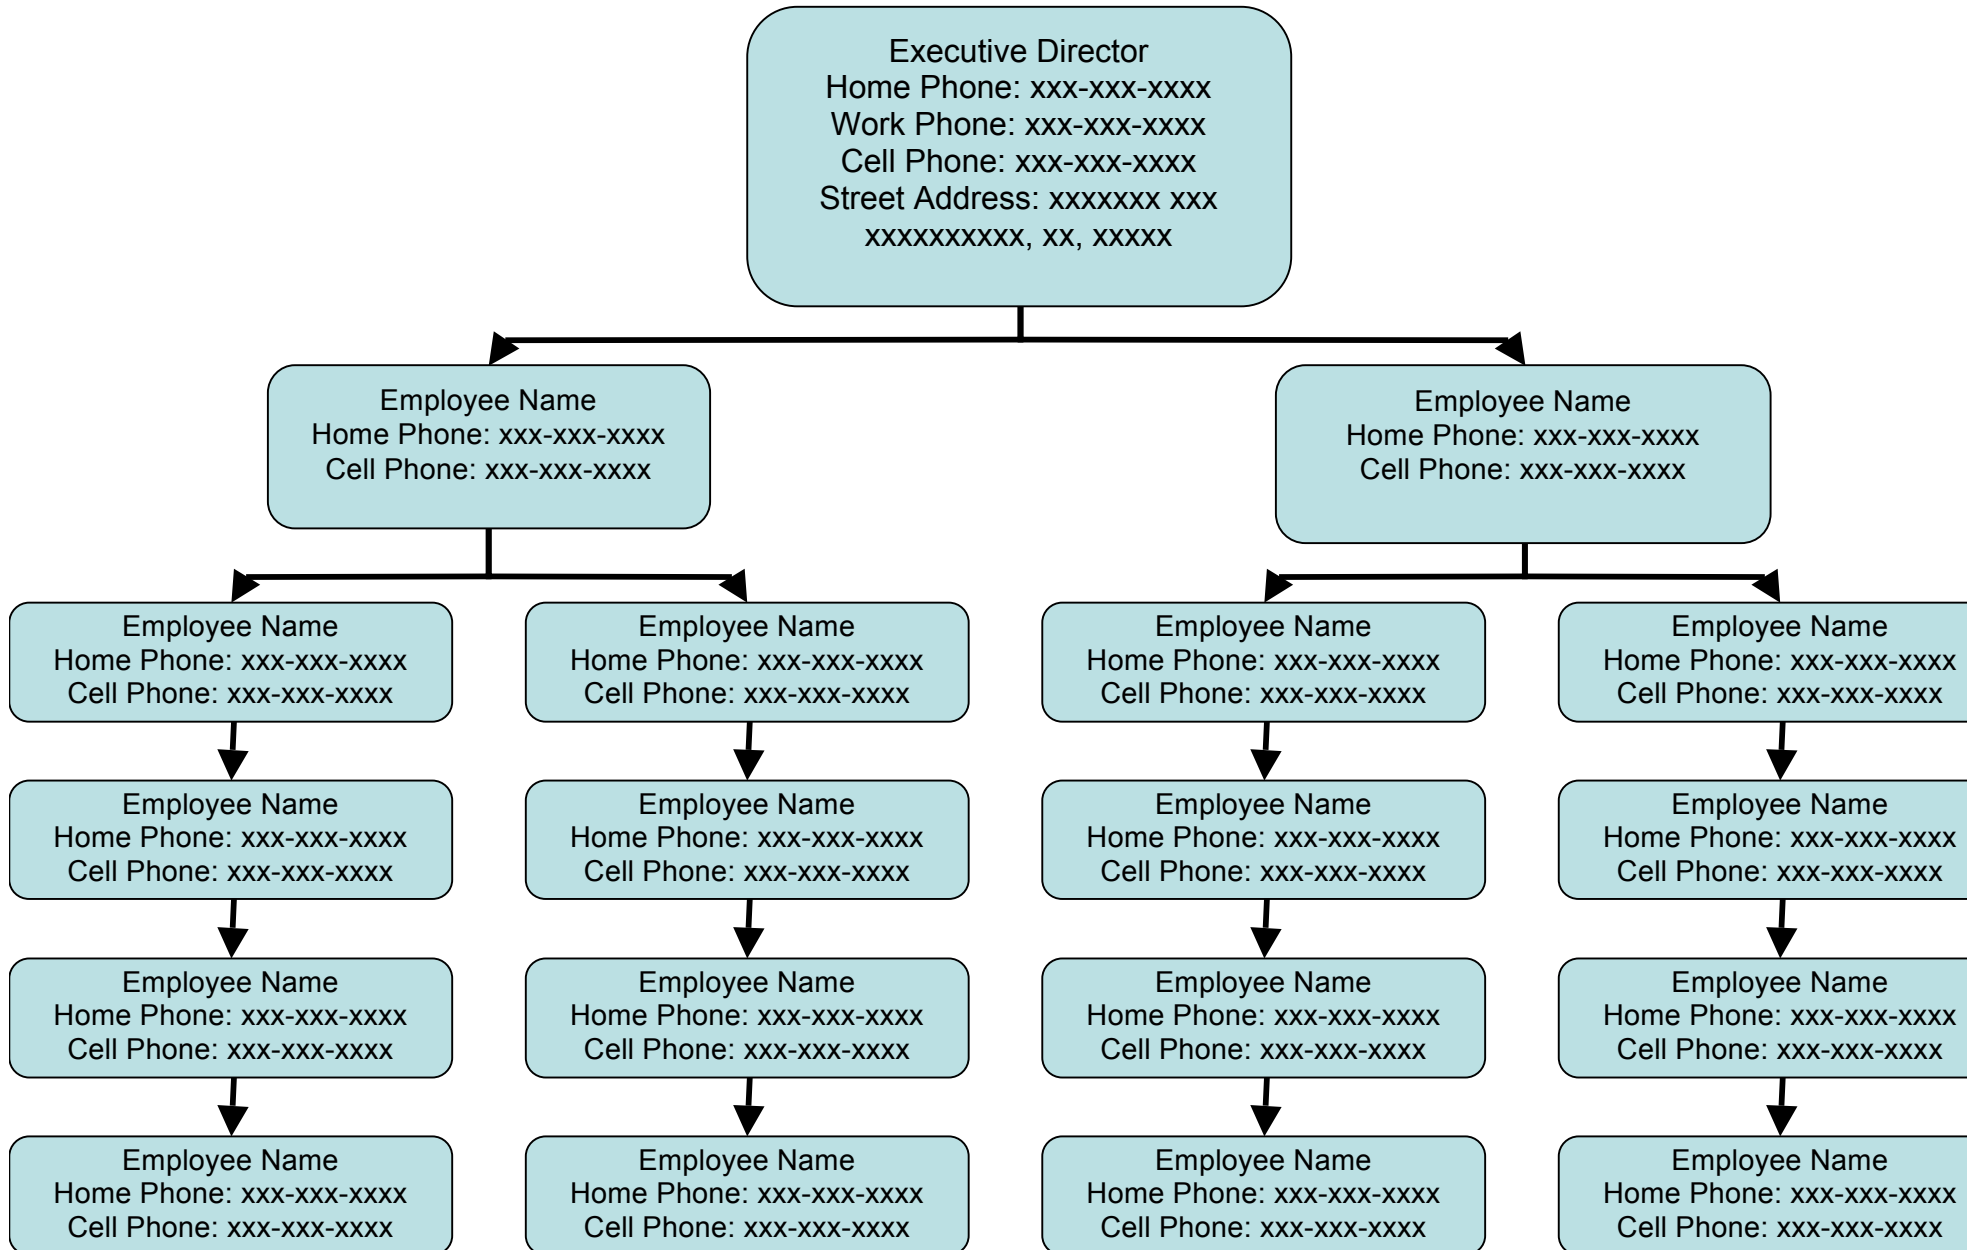 Executive Director
Home Phone: xxx-xxx-xxxx
Work Phone: xxx-xxx-xxxx
Cell Phone: xxx-xxx-xxxx
Street Address: xxxxxxx xxx
xxxxxxxxxx, xx, xxxxx
Employee Name
Home Phone: xxx-xxx-xxxx
Cell Phone: xxx-xxx-xxxx
Employee Name
Home Phone: xxx-xxx-xxxx
Cell Phone: xxx-xxx-xxxx
Employee Name
Home Phone: xxx-xxx-xxxx
Cell Phone: xxx-xxx-xxxx
Employee Name
Home Phone: xxx-xxx-xxxx
Cell Phone: xxx-xxx-xxxx
Employee Name
Home Phone: xxx-xxx-xxxx
Cell Phone: xxx-xxx-xxxx
Employee Name
Home Phone: xxx-xxx-xxxx
Cell Phone: xxx-xxx-xxxx
Employee Name
Home Phone: xxx-xxx-xxxx
Cell Phone: xxx-xxx-xxxx
Employee Name
Home Phone: xxx-xxx-xxxx
Cell Phone: xxx-xxx-xxxx
Employee Name
Home Phone: xxx-xxx-xxxx
Cell Phone: xxx-xxx-xxxx
Employee Name
Home Phone: xxx-xxx-xxxx
Cell Phone: xxx-xxx-xxxx
Employee Name
Home Phone: xxx-xxx-xxxx
Cell Phone: xxx-xxx-xxxx
Employee Name
Home Phone: xxx-xxx-xxxx
Cell Phone: xxx-xxx-xxxx
Employee Name
Home Phone: xxx-xxx-xxxx
Cell Phone: xxx-xxx-xxxx
Employee Name
Home Phone: xxx-xxx-xxxx
Cell Phone: xxx-xxx-xxxx
Employee Name
Home Phone: xxx-xxx-xxxx
Cell Phone: xxx-xxx-xxxx
Employee Name
Home Phone: xxx-xxx-xxxx
Cell Phone: xxx-xxx-xxxx
Employee Name
Home Phone: xxx-xxx-xxxx
Cell Phone: xxx-xxx-xxxx
Employee Name
Home Phone: xxx-xxx-xxxx
Cell Phone: xxx-xxx-xxxx